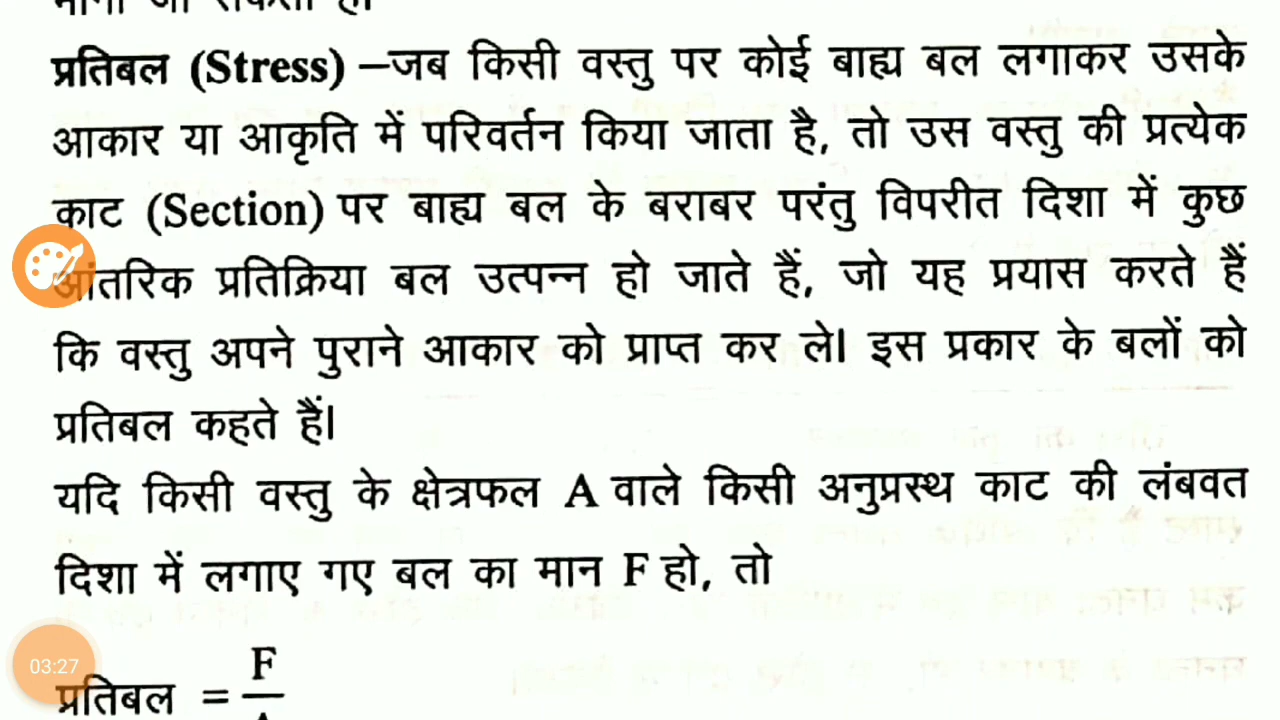 प्रतिबल (Stress) –जब किसी वस्तु पर कोई बाह्य बल लगाकर उसके
आकार या आकृति में परिवर्तन किया जाता है, तो उस वस्तु की प्रत्येक
काट (Section) पर बाह्य बल के बराबर परंतु विपरीत दिशा में कुछ
आंतरिक प्रतिक्रिया बल उत्पन्न हो जाते हैं, जो यह प्रयास करते हैं
कि वस्तु अपने पुराने आकार को प्राप्त कर ले। इस प्रकार के बलों को
प्रतिबल कहते हैं।
यदि किसी वस्तु के क्षेत्रफल A वाले किसी अनुप्रस्थ काट की लंबवत
दिशा में लगाए गए बल का मान F हो, तो
F
प्रतिबल =
03:27